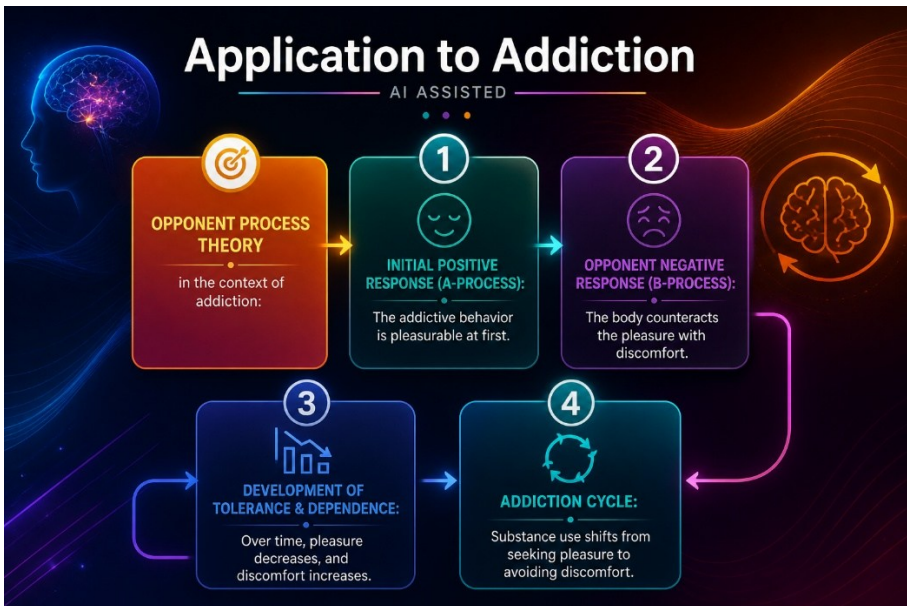 Application to Addiction
AI ASSISTED
OPPONENT PROCESS
THEORY
in the context of
addiction:
1
INITIAL POSITIVE
RESPONSE (A-PROCESS):
The addictive behavior
is pleasurable at first.
2
OPPONENT NEGATIVE
RESPONSE (B-PROCESS):
The body counteracts
the pleasure with
discomfort.
3
DEVELOPMENT OF
TOLERANCE & DEPENDENCE:
Over time, pleasure
decreases, and
discomfort increases.
4
ADDICTION CYCLE:
Substance use shifts from
seeking pleasure to
avoiding discomfort.